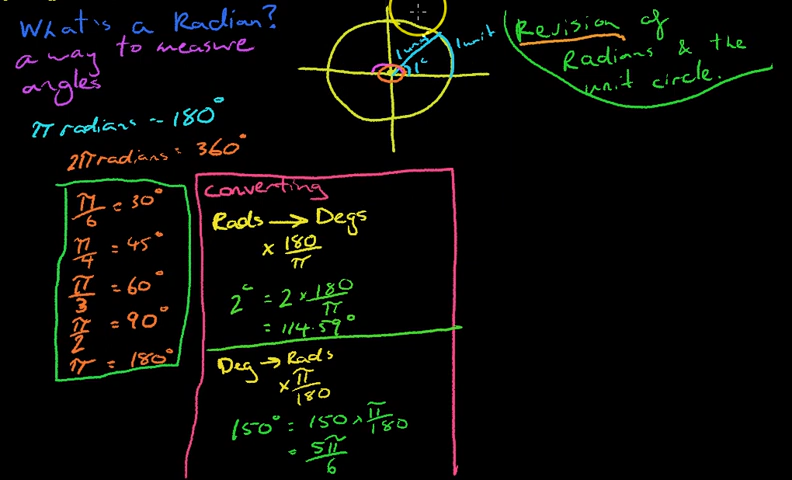 What's a Radian?
a way to measure
angles
π radians = 180°
2π radians = 360°
π/6 = 30°
π/4 = 45°
π/3 = 60°
π/2 = 90°
π = 180°
1 unit
1 unit
1ᶜ
Revision of
Radians & the
unit circle.
converting
Rads → Degs
× 180/π
2ᶜ = 2 × 180/π
= 114.59°
Deg → Rads
× π/180
150° = 150 × π/180
= 5π/6